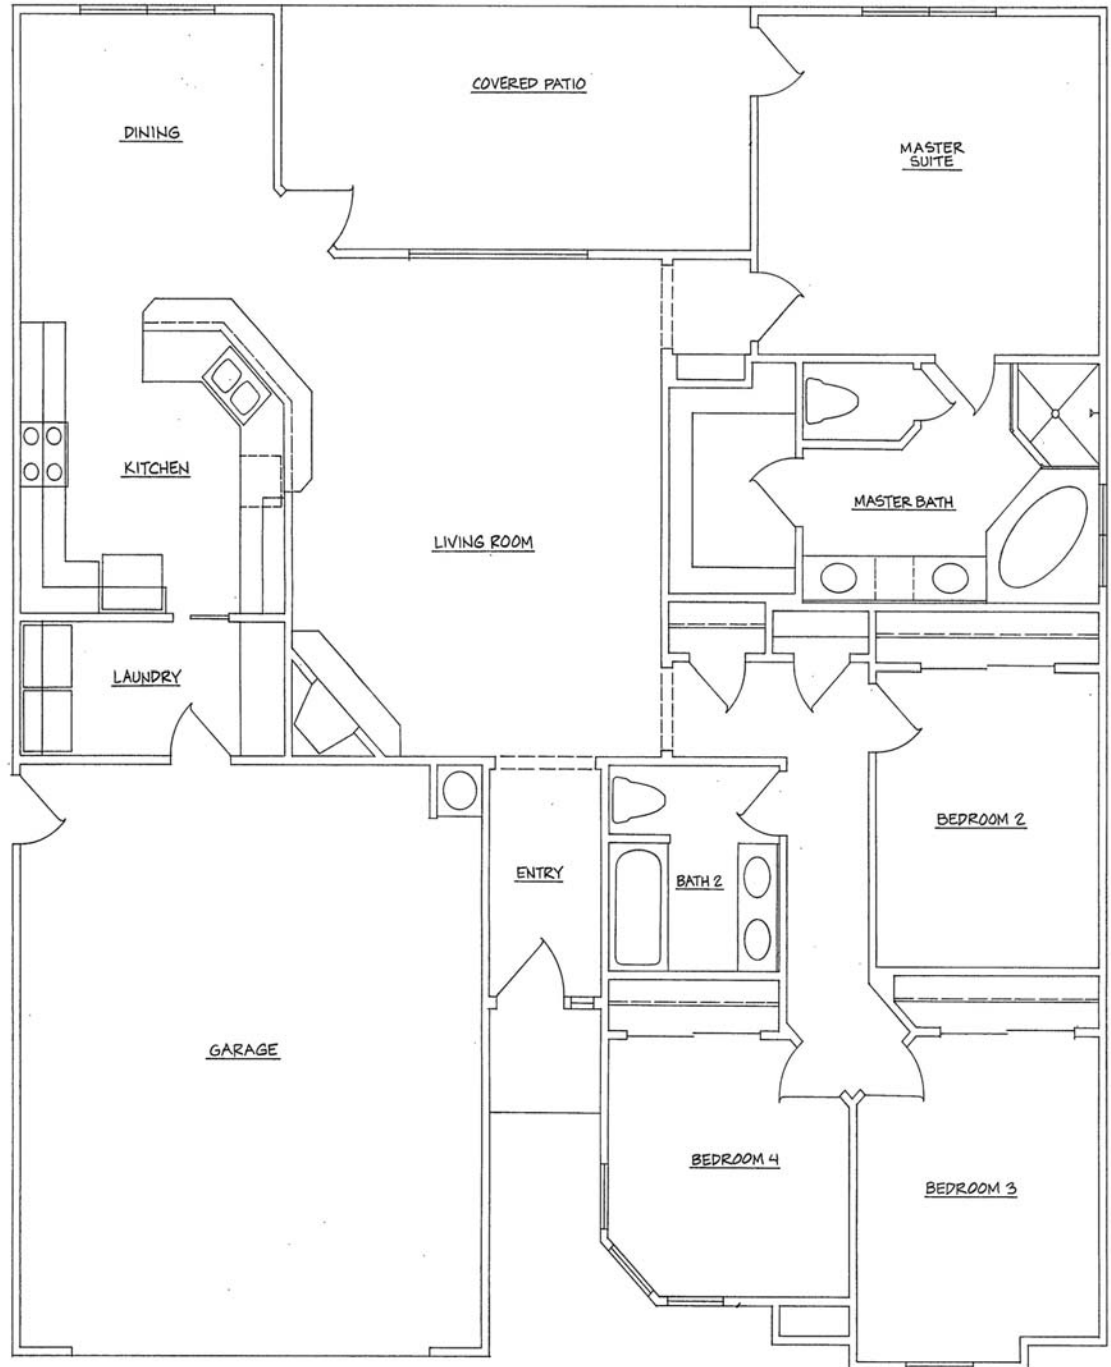 COVERED PATIO
DINING
MASTER
SUITE
KITCHEN
MASTER BATH
LIVING ROOM
LAUNDRY
BEDROOM 2
ENTRY
BATH 2
GARAGE
BEDROOM 4
BEDROOM 3